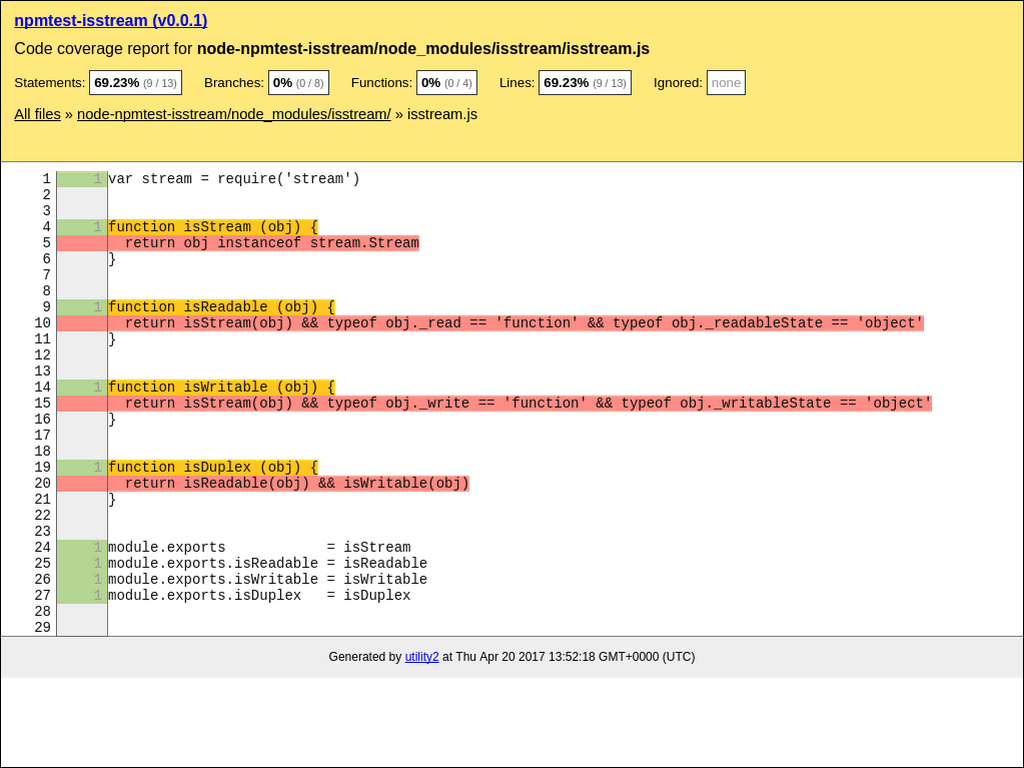 npmtest-isstream (v0.0.1)
Code coverage report for node-npmtest-isstream/node_modules/isstream/isstream.js
Statements: 69.23% (9 / 13) Branches: 0% (0 / 8) Functions: 0% (0 / 4) Lines: 69.23% (9 / 13) Ignored: none
All files » node-npmtest-isstream/node_modules/isstream/ » isstream.js
1 1 var stream = require('stream')
2
3
4 1 function isStream (obj) {
5   return obj instanceof stream.Stream
6 }
7
8
9 1 function isReadable (obj) {
10   return isStream(obj) && typeof obj._read == 'function' && typeof obj._readableState == 'object'
11 }
12
13
14 1 function isWritable (obj) {
15   return isStream(obj) && typeof obj._write == 'function' && typeof obj._writableState == 'object'
16 }
17
18
19 1 function isDuplex (obj) {
20   return isReadable(obj) && isWritable(obj)
21 }
22
23
24 1 module.exports            = isStream
25 1 module.exports.isReadable = isReadable
26 1 module.exports.isWritable = isWritable
27 1 module.exports.isDuplex   = isDuplex
28
29
Generated by utility2 at Thu Apr 20 2017 13:52:18 GMT+0000 (UTC)